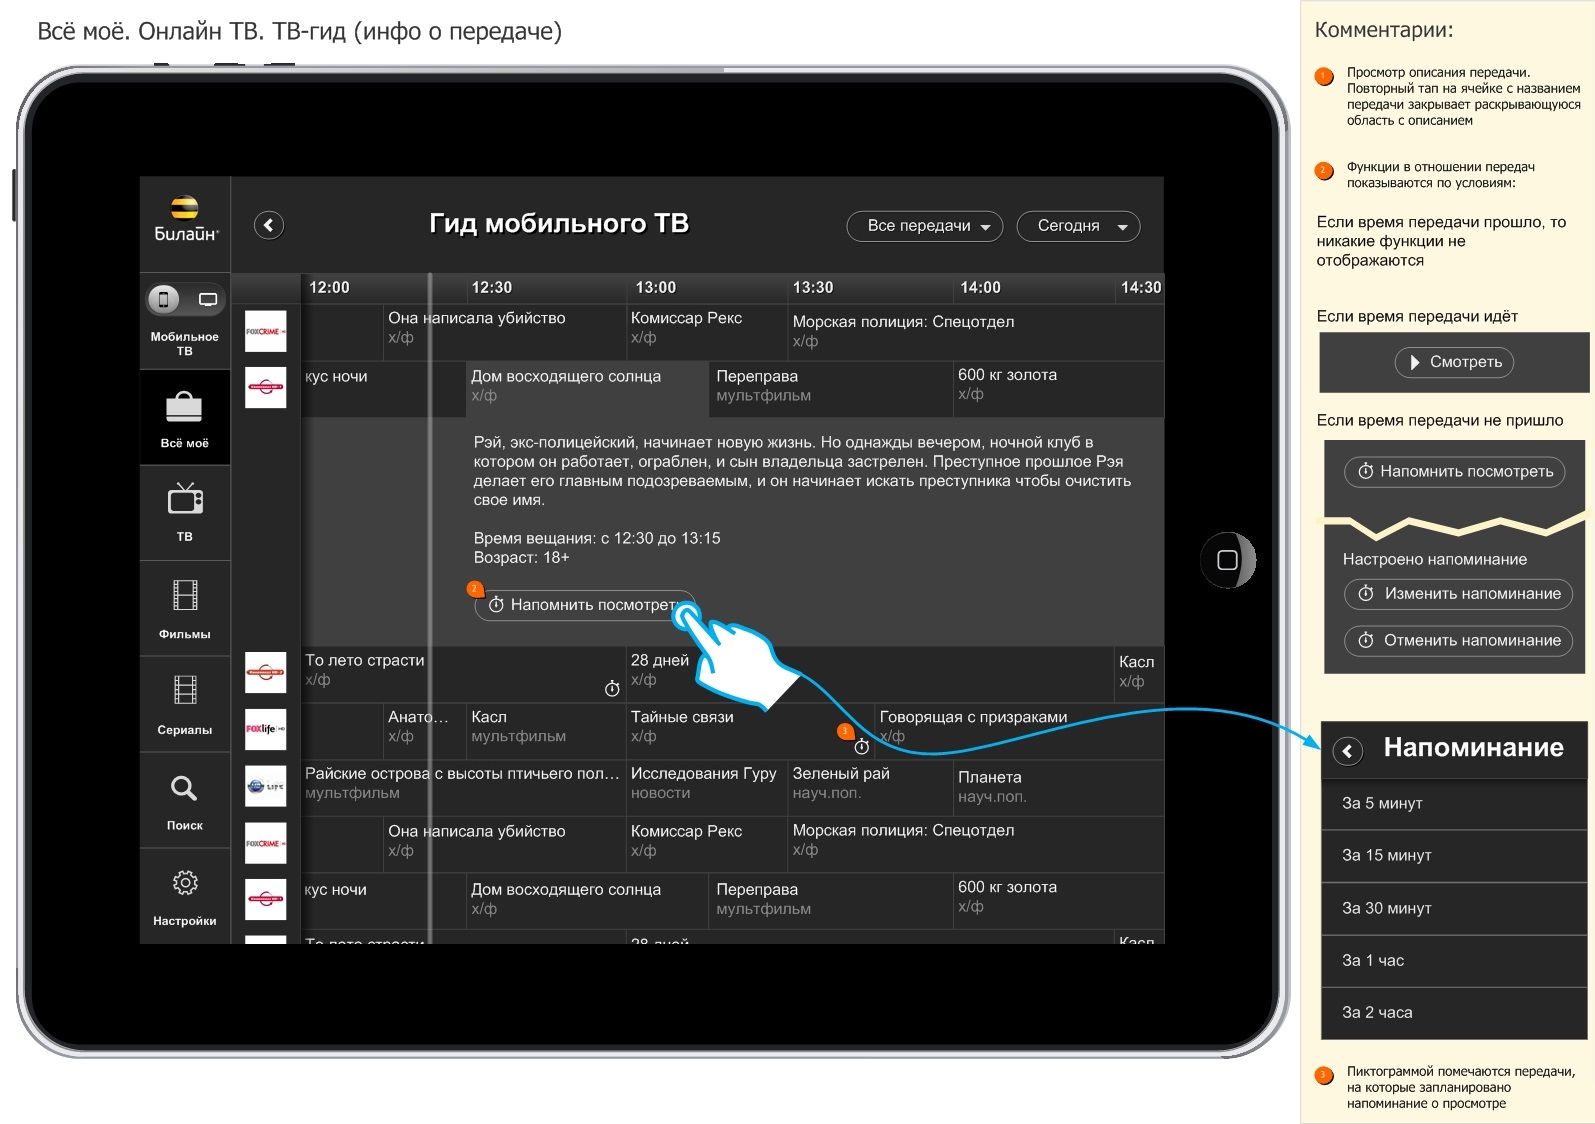 Всё моё. Онлайн ТВ. ТВ-гид (инфо о передаче)
Билайн®
Гид мобильного ТВ
Все передачи
Сегодня
Мобильное
ТВ
Всё моё
ТВ
Фильмы
Сериалы
Поиск
Настройки
12:00 12:30 13:00 13:30 14:00 14:30
FOXCRIME HD
Она написала убийство
х/ф
Комиссар Рекс
х/ф
Морская полиция: Спецотдел
х/ф
кус ночи
Дом восходящего солнца
х/ф
Переправа
мультфильм
600 кг золота
х/ф
Рэй, экс-полицейский, начинает новую жизнь. Но однажды вечером, ночной клуб в
котором он работает, ограблен, и сын владельца застрелен. Преступное прошлое Рэя
делает его главным подозреваемым, и он начинает искать преступника чтобы очистить
свое имя.
Время вещания: с 12:30 до 13:15
Возраст: 18+
2
Напомнить посмотреть
То лето страсти
х/ф
28 дней
х/ф
Касл
х/ф
FOXlife HD
Анато...
х/ф
Касл
мультфильм
Тайные связи
х/ф
3
Говорящая с призраками
х/ф
LIFE
Райские острова с высоты птичьего пол...
мультфильм
Исследования Гуру
новости
Зеленый рай
науч.поп.
Планета
науч.поп.
FOXCRIME HD
Она написала убийство
х/ф
Комиссар Рекс
х/ф
Морская полиция: Спецотдел
х/ф
кус ночи
Дом восходящего солнца
х/ф
Переправа
мультфильм
600 кг золота
х/ф
То лето страсти
28 дней
Касл
Комментарии:
1
Просмотр описания передачи.
Повторный тап на ячейке с названием
передачи закрывает раскрывающуюся
область с описанием
2
Функции в отношении передач
показываются по условиям:
Если время передачи прошло, то
никакие функции не
отображаются
Если время передачи идёт
Смотреть
Если время передачи не пришло
Напомнить посмотреть
Настроено напоминание
Изменить напоминание
Отменить напоминание
Напоминание
За 5 минут
За 15 минут
За 30 минут
За 1 час
За 2 часа
3
Пиктограммой помечаются передачи,
на которые запланировано
напоминание о просмотре